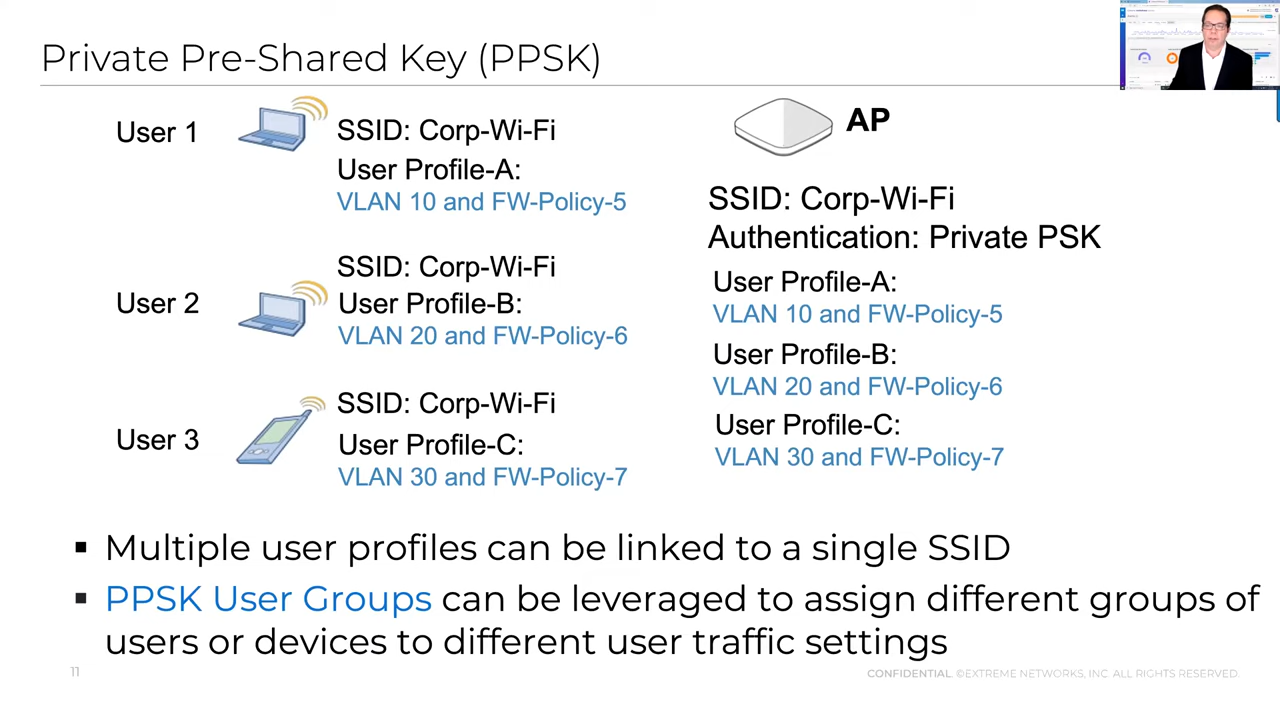 Private Pre-Shared Key (PPSK)
User 1
SSID: Corp-Wi-Fi
User Profile-A:
VLAN 10 and FW-Policy-5
User 2
SSID: Corp-Wi-Fi
User Profile-B:
VLAN 20 and FW-Policy-6
User 3
SSID: Corp-Wi-Fi
User Profile-C:
VLAN 30 and FW-Policy-7
AP
SSID: Corp-Wi-Fi
Authentication: Private PSK
User Profile-A:
VLAN 10 and FW-Policy-5
User Profile-B:
VLAN 20 and FW-Policy-6
User Profile-C:
VLAN 30 and FW-Policy-7
▪ Multiple user profiles can be linked to a single SSID
▪ PPSK User Groups can be leveraged to assign different groups of
users or devices to different user traffic settings
11
CONFIDENTIAL. ©EXTREME NETWORKS, INC. ALL RIGHTS RESERVED.